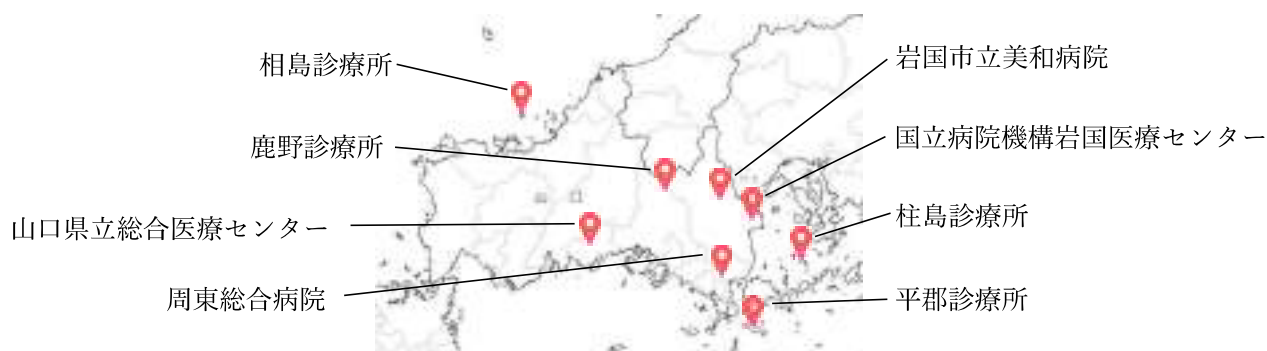 相島診療所
鹿野診療所
山口県立総合医療センター
周東総合病院
岩国市立美和病院
国立病院機構岩国医療センター
柱島診療所
平郡診療所